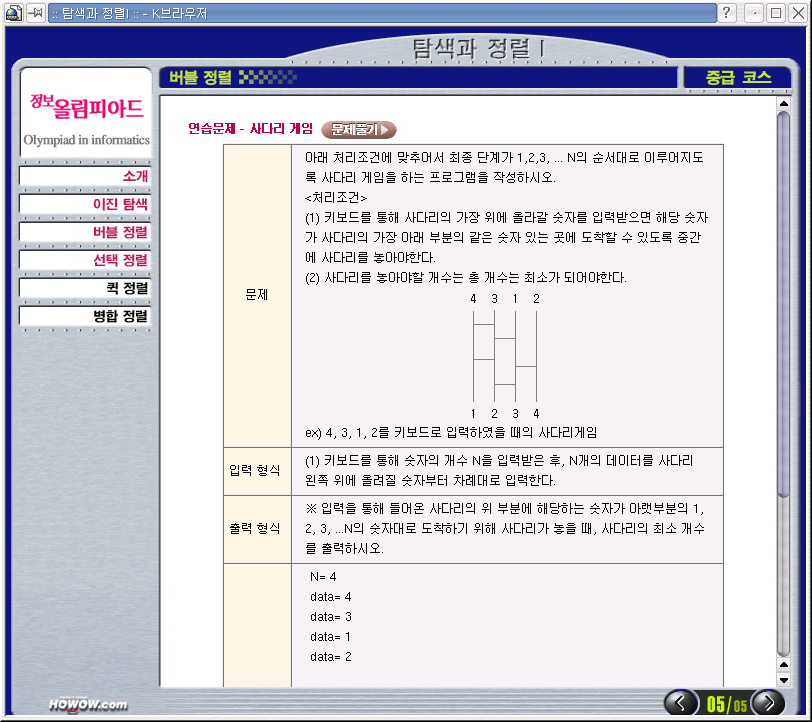 :: 탐색과 정렬I :: - K브라우저
탐색과 정렬 I
버블 정렬
중급 코스
정보올림피아드
Olympiad in informatics
소개
이진 탐색
버블 정렬
선택 정렬
퀵 정렬
병합 정렬
연습문제 - 사다리 게임 문제풀기
문제
아래 처리조건에 맞추어서 최종 단계가 1,2,3, ... N의 순서대로 이루어지도
록 사다리 게임을 하는 프로그램을 작성하시오.
<처리조건>
(1) 키보드를 통해 사다리의 가장 위에 올라갈 숫자를 입력받으면 해당 숫자
가 사다리의 가장 아래 부분의 같은 숫자 있는 곳에 도착할 수 있도록 중간
에 사다리를 놓아야한다.
(2) 사다리를 놓아야할 개수는 총 개수는 최소가 되어야한다.
4 3 1 2
1 2 3 4
ex) 4, 3, 1, 2를 키보드로 입력하였을 때의 사다리게임
입력 형식
(1) 키보드를 통해 숫자의 개수 N을 입력받은 후, N개의 데이터를 사다리
왼쪽 위에 올려질 숫자부터 차례대로 입력한다.
출력 형식
※ 입력을 통해 들어온 사다리의 위 부분에 해당하는 숫자가 아랫부분의 1,
2, 3, ...N의 숫자대로 도착하기 위해 사다리가 놓을 때, 사다리의 최소 개수
를 출력하시오.
N= 4
data= 4
data= 3
data= 1
data= 2
HOWOW.com
05/05